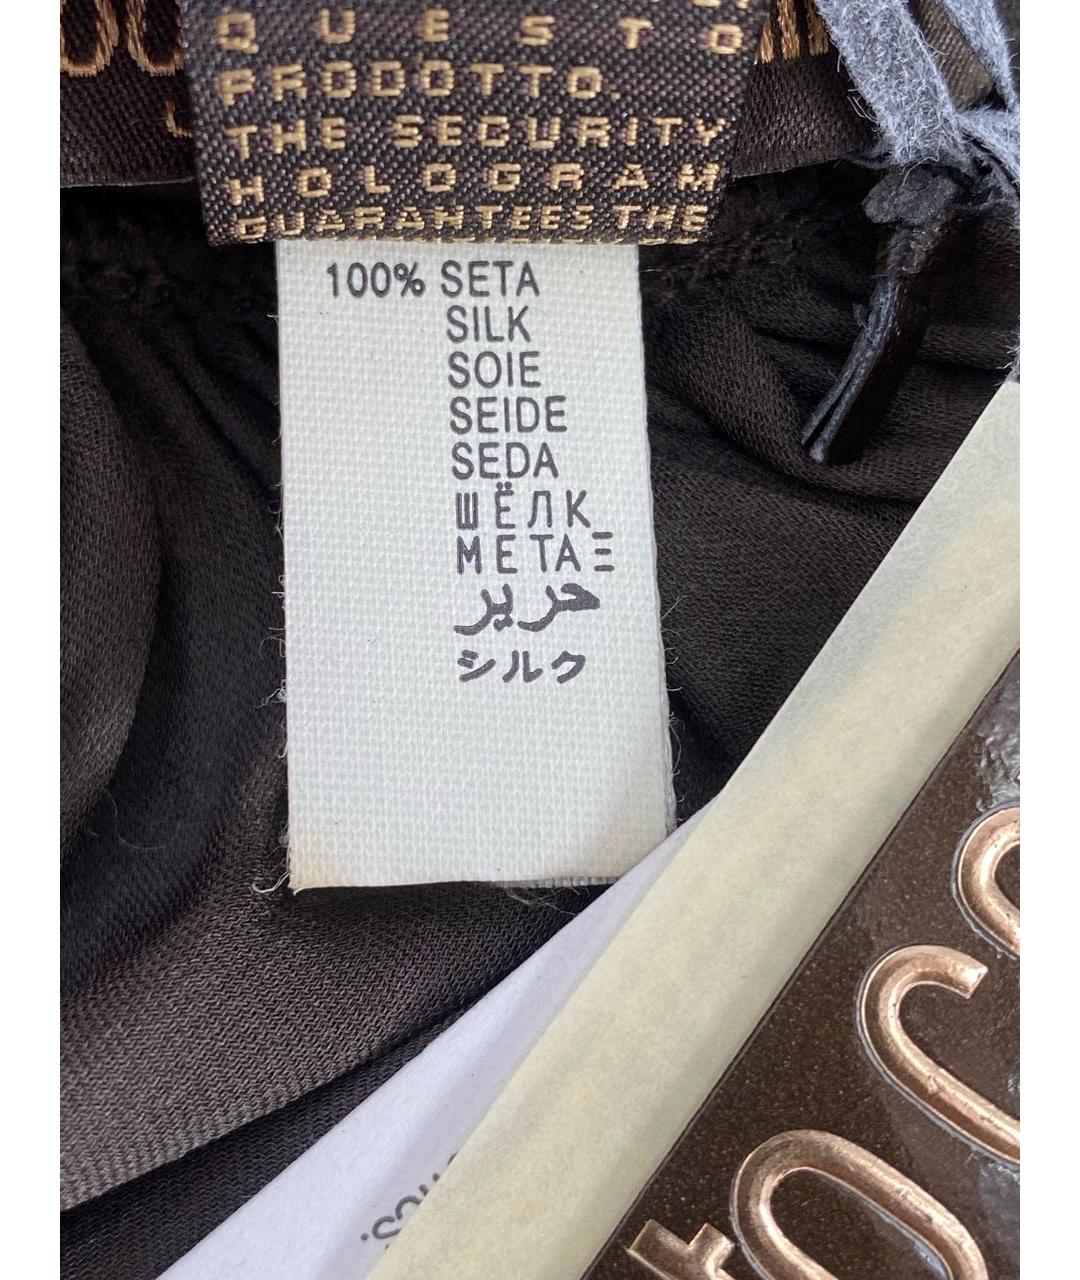 QUESTO
PRODOTTO.
THE SECURITY
HOLOGRAM
GUARANTEES THE
100% SETA
SILK
SOIE
SEIDE
SEDA
ШЁЛК
ΜΕΤΑΞ
حرير
シルク